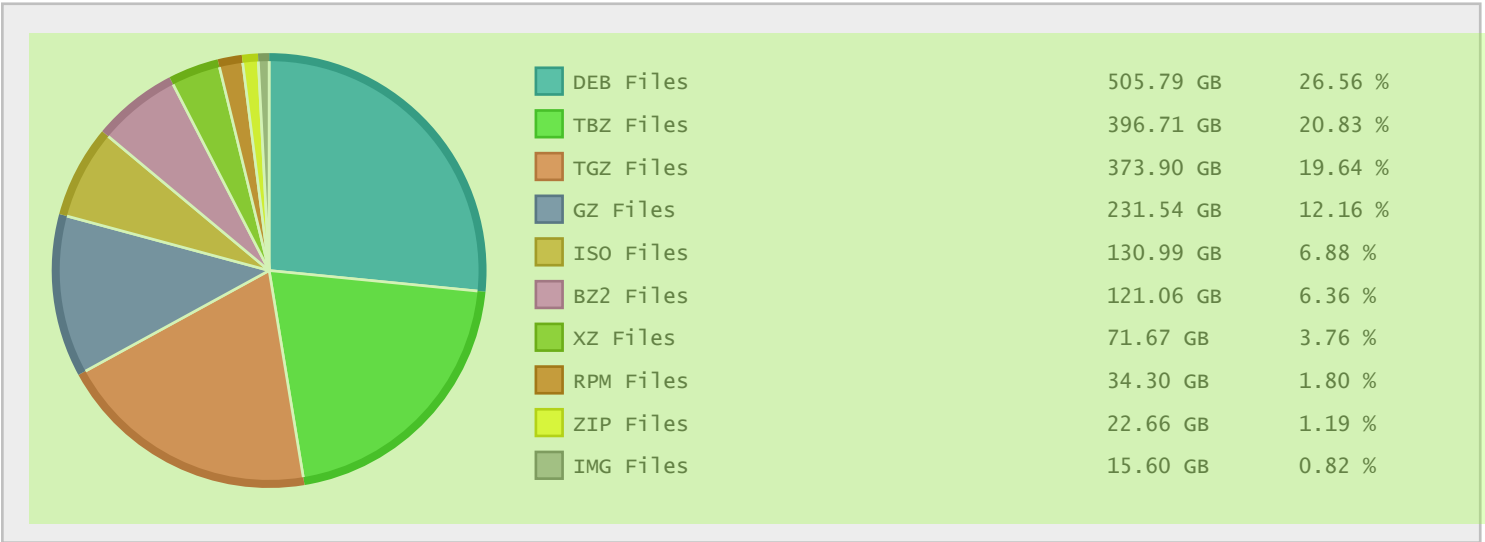 DEB Files 505.79 GB 26.56 %
TBZ Files 396.71 GB 20.83 %
TGZ Files 373.90 GB 19.64 %
GZ Files 231.54 GB 12.16 %
ISO Files 130.99 GB 6.88 %
BZ2 Files 121.06 GB 6.36 %
XZ Files 71.67 GB 3.76 %
RPM Files 34.30 GB 1.80 %
ZIP Files 22.66 GB 1.19 %
IMG Files 15.60 GB 0.82 %